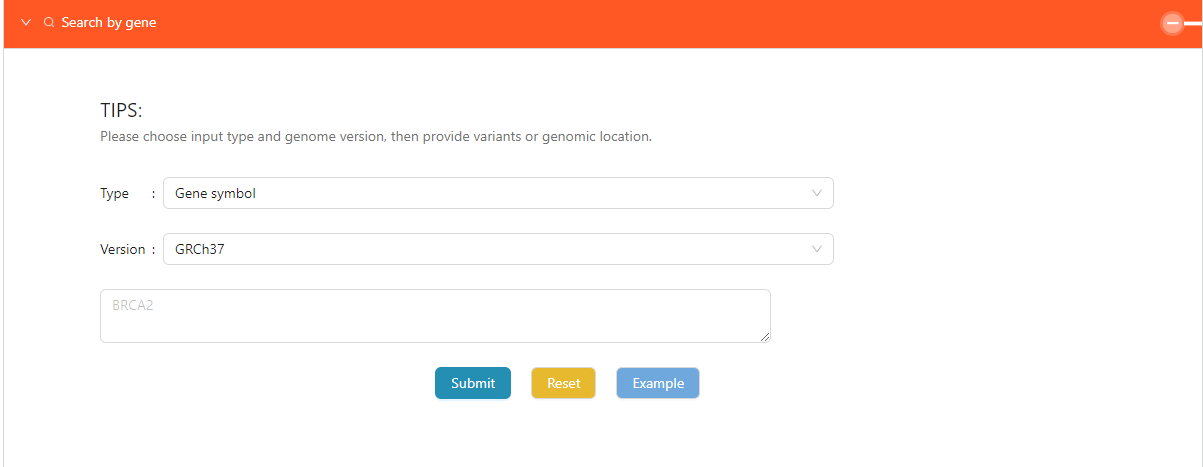 Search by gene
TIPS:
Please choose input type and genome version, then provide variants or genomic location.
Type : Gene symbol
Version : GRCh37
BRCA2
Submit Reset Example